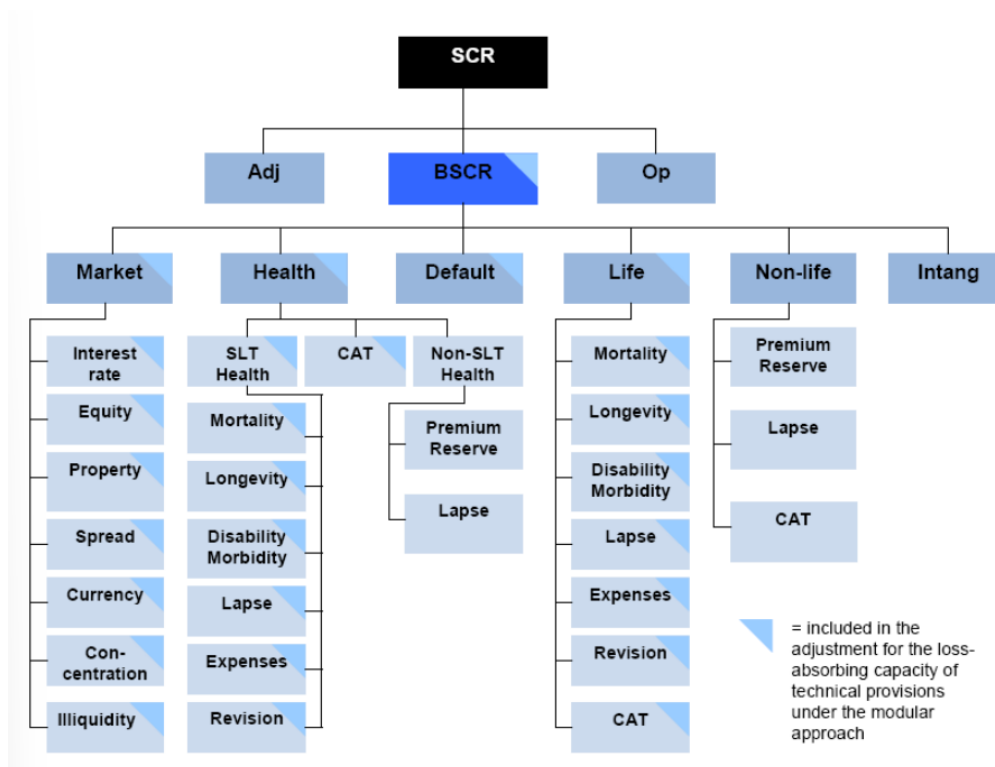 SCR
Adj
BSCR
Op
Market
Health
Default
Life
Non-life
Intang
Interest
rate
Equity
Property
Spread
Currency
Con-
centration
Illiquidity
SLT
Health
CAT
Non-SLT
Health
Mortality
Longevity
Disability
Morbidity
Lapse
Expenses
Revision
Premium
Reserve
Lapse
Mortality
Longevity
Disability
Morbidity
Lapse
Expenses
Revision
CAT
Premium
Reserve
Lapse
CAT
= included in the
adjustment for the loss-
absorbing capacity of
technical provisions
under the modular
approach